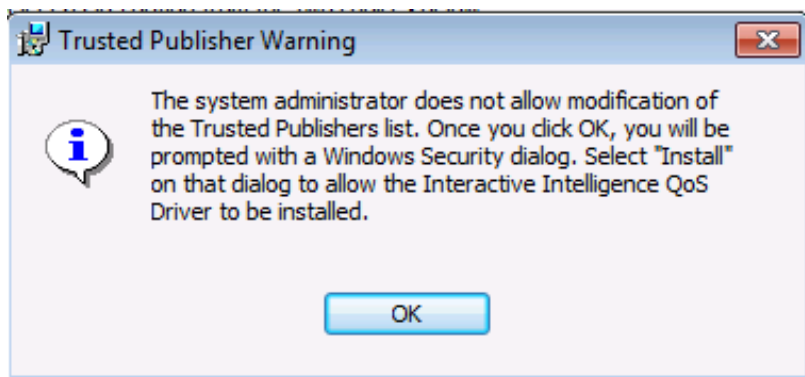 Trusted Publisher Warning
The system administrator does not allow modification of
the Trusted Publishers list. Once you click OK, you will be
prompted with a Windows Security dialog. Select "Install"
on that dialog to allow the Interactive Intelligence QoS
Driver to be installed.
OK